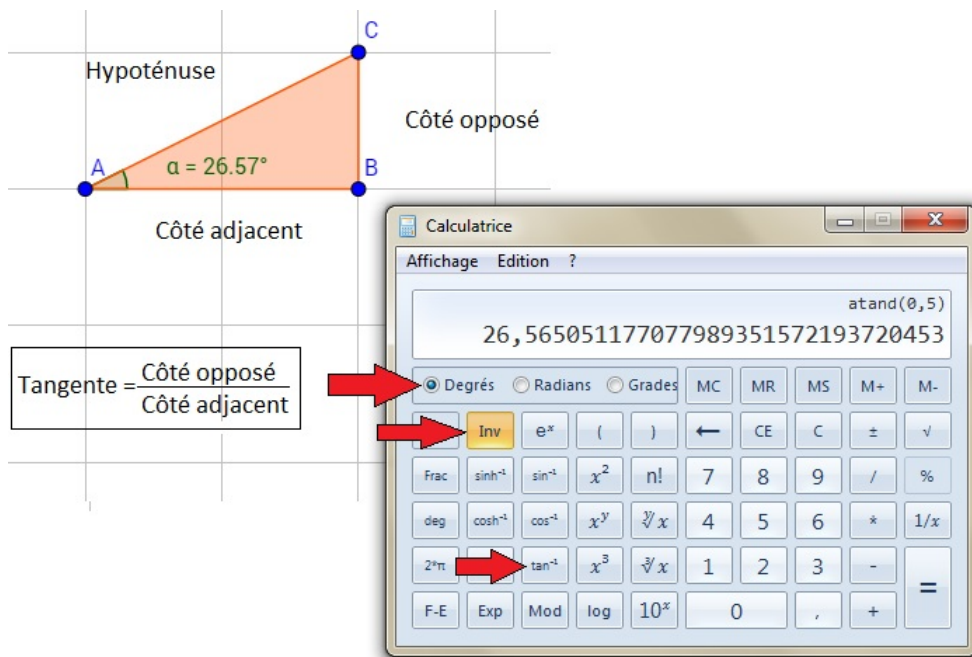 C
Hypoténuse
Côté opposé
A
α = 26.57°
B
Côté adjacent
Calculatrice
Affichage Edition ?
atand(0,5)
26,565051177077989351572193720453
Tangente = Côté opposé
Côté adjacent
Degrés Radians Grades MC MR MS M+ M-
Inv eˣ ( ) ← CE C ± √
Frac sinh⁻¹ sin⁻¹ x² n! 7 8 9 / %
deg cosh⁻¹ cos⁻¹ xʸ ʸ√x 4 5 6 * 1/x
2*π tan⁻¹ x³ ³√x 1 2 3 - =
F-E Exp Mod log 10ˣ 0 , +